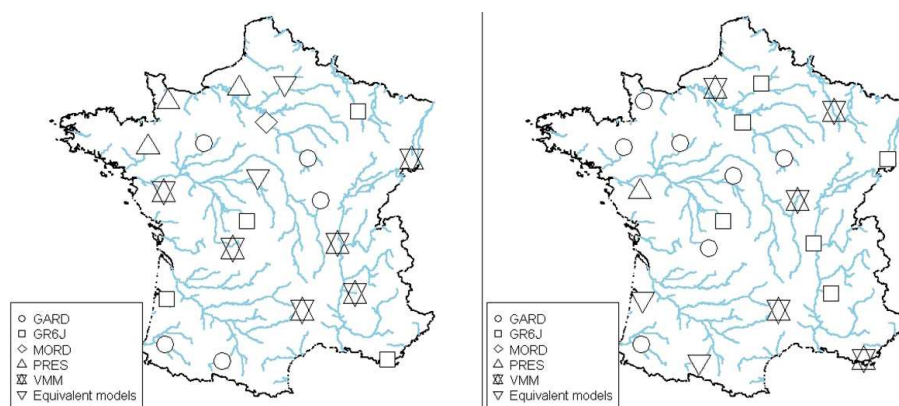 GARD
GR6J
MORD
PRES
VMM
Equivalent models
GARD
GR6J
MORD
PRES
VMM
Equivalent models